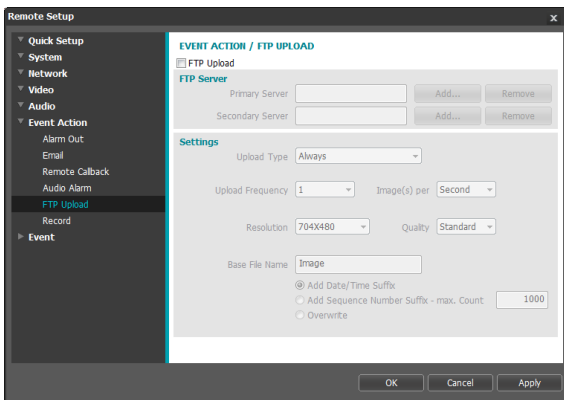 Remote Setup x
Quick Setup
System
Network
Video
Audio
Event Action
Alarm Out
Email
Remote Callback
Audio Alarm
FTP Upload
Record
Event
EVENT ACTION / FTP UPLOAD
FTP Upload
FTP Server
Primary Server Add... Remove
Secondary Server Add... Remove
Settings
Upload Type Always
Upload Frequency 1 Image(s) per Second
Resolution 704X480 Quality Standard
Base File Name Image
Add Date/Time Suffix
Add Sequence Number Suffix - max. Count 1000
Overwrite
OK Cancel Apply